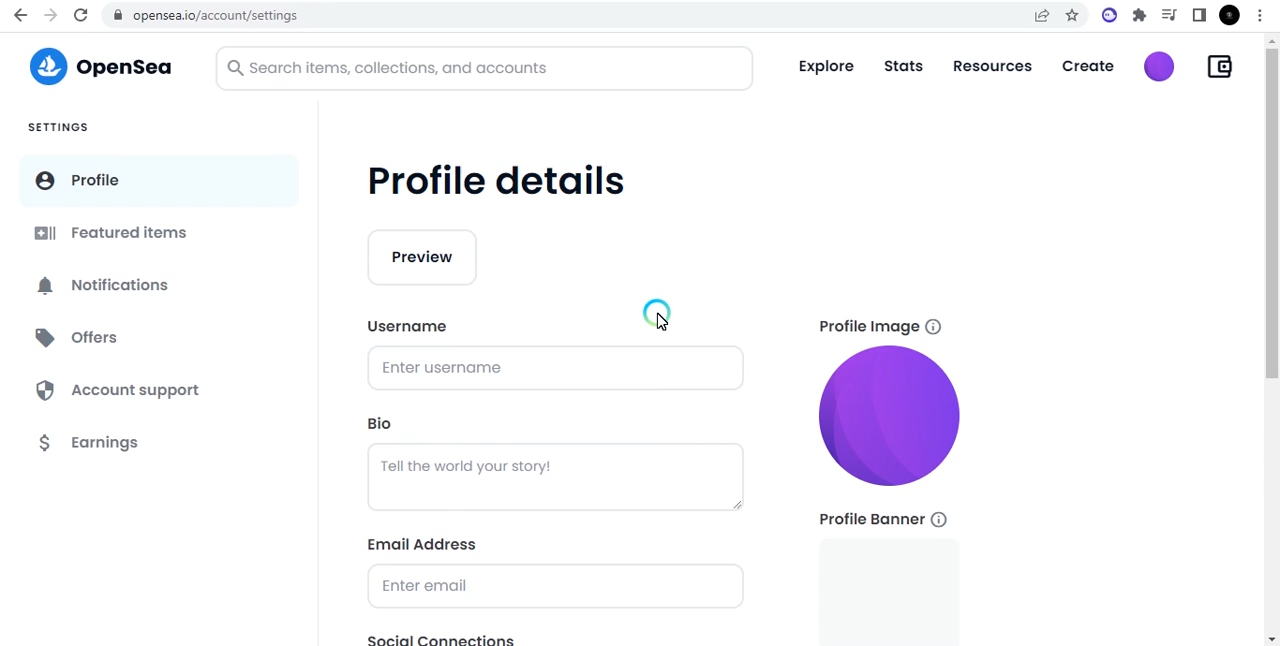 opensea.io/account/settings
OpenSea
Search items, collections, and accounts
Explore Stats Resources Create
SETTINGS
Profile
Featured items
Notifications
Offers
Account support
Earnings
Profile details
Preview
Username
Enter username
Bio
Tell the world your story!
Email Address
Enter email
Social Connections
Profile Image
Profile Banner